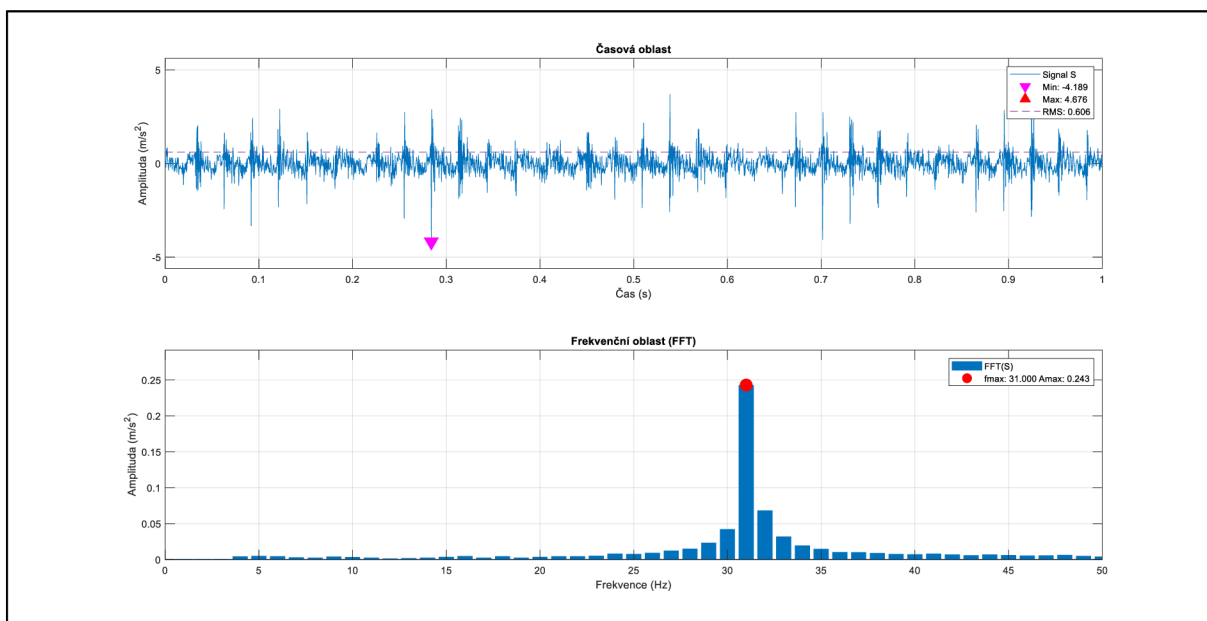 Časová oblast
Amplituda (m/s²)
5
0
-5
Signal S
Min: -4.189
Max: 4.676
RMS: 0.606
0 0.1 0.2 0.3 0.4 0.5 0.6 0.7 0.8 0.9 1
Čas (s)
Frekvenční oblast (FFT)
Amplituda (m/s²)
0.25
0.2
0.15
0.1
0.05
0
FFT(S)
fmax: 31.000 Amax: 0.243
0 5 10 15 20 25 30 35 40 45 50
Frekvence (Hz)